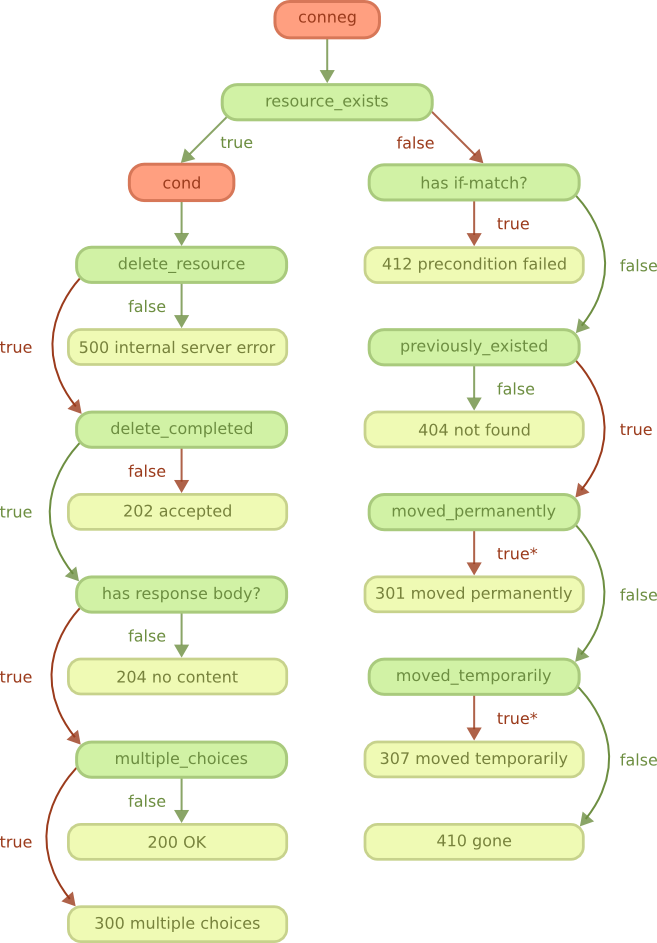 conneg
resource_exists
true
false
cond
has if-match?
true
412 precondition failed
false
delete_resource
false
true
500 internal server error
previously_existed
false
404 not found
true
delete_completed
false
true
202 accepted
moved_permanently
true*
301 moved permanently
false
has response body?
false
true
204 no content
moved_temporarily
true*
307 moved temporarily
false
multiple_choices
false
true
200 OK
410 gone
300 multiple choices